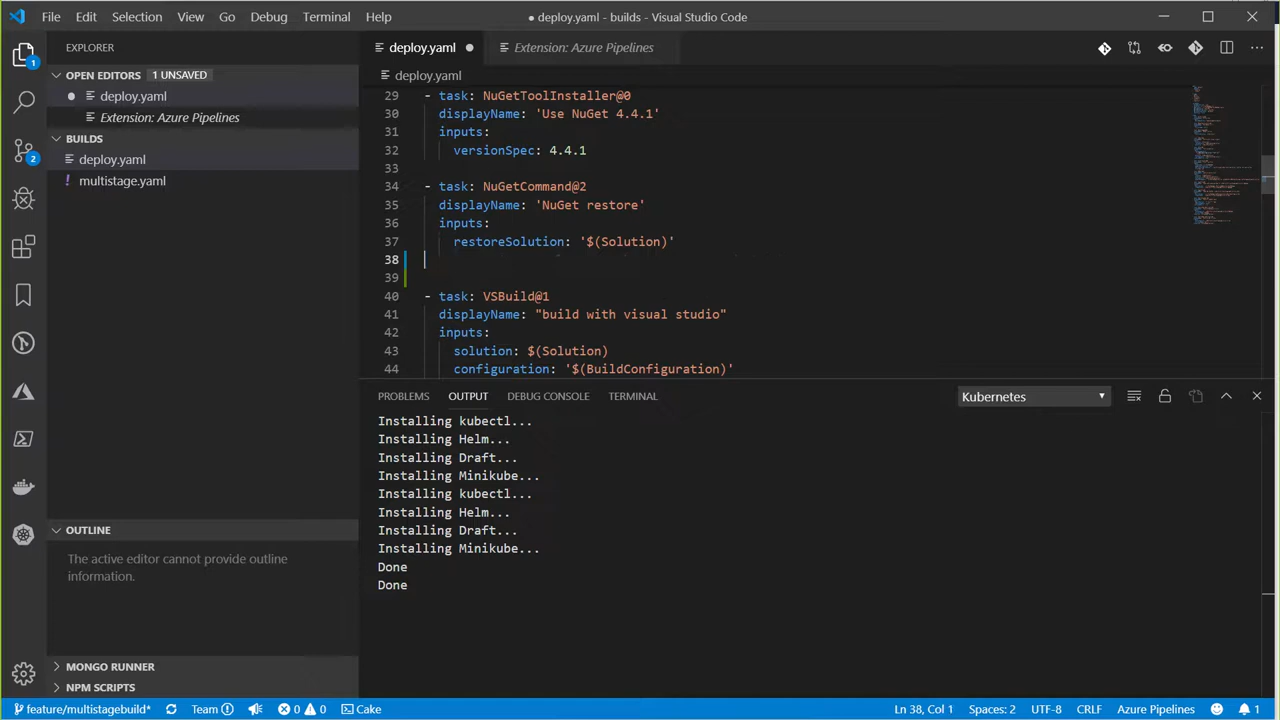 File Edit Selection View Go Debug Terminal Help
● deploy.yaml - builds - Visual Studio Code
EXPLORER
OPEN EDITORS 1 UNSAVED
deploy.yaml
Extension: Azure Pipelines
BUILDS
deploy.yaml
! multistage.yaml
OUTLINE
The active editor cannot provide outline
information.
MONGO RUNNER
NPM SCRIPTS
1
2
deploy.yaml ● Extension: Azure Pipelines
deploy.yaml
29 - task: NuGetToolInstaller@0
30 displayName: 'Use NuGet 4.4.1'
31 inputs:
32 versionSpec: 4.4.1
33
34 - task: NuGetCommand@2
35 displayName: 'NuGet restore'
36 inputs:
37 restoreSolution: '$(Solution)'
38
39
40 - task: VSBuild@1
41 displayName: "build with visual studio"
42 inputs:
43 solution: $(Solution)
44 configuration: '$(BuildConfiguration)'
PROBLEMS OUTPUT DEBUG CONSOLE TERMINAL Kubernetes
Installing kubectl...
Installing Helm...
Installing Draft...
Installing Minikube...
Installing kubectl...
Installing Helm...
Installing Draft...
Installing Minikube...
Done
Done
feature/multistagebuild* Team 0 0 Cake Ln 38, Col 1 Spaces: 2 UTF-8 CRLF Azure Pipelines 1